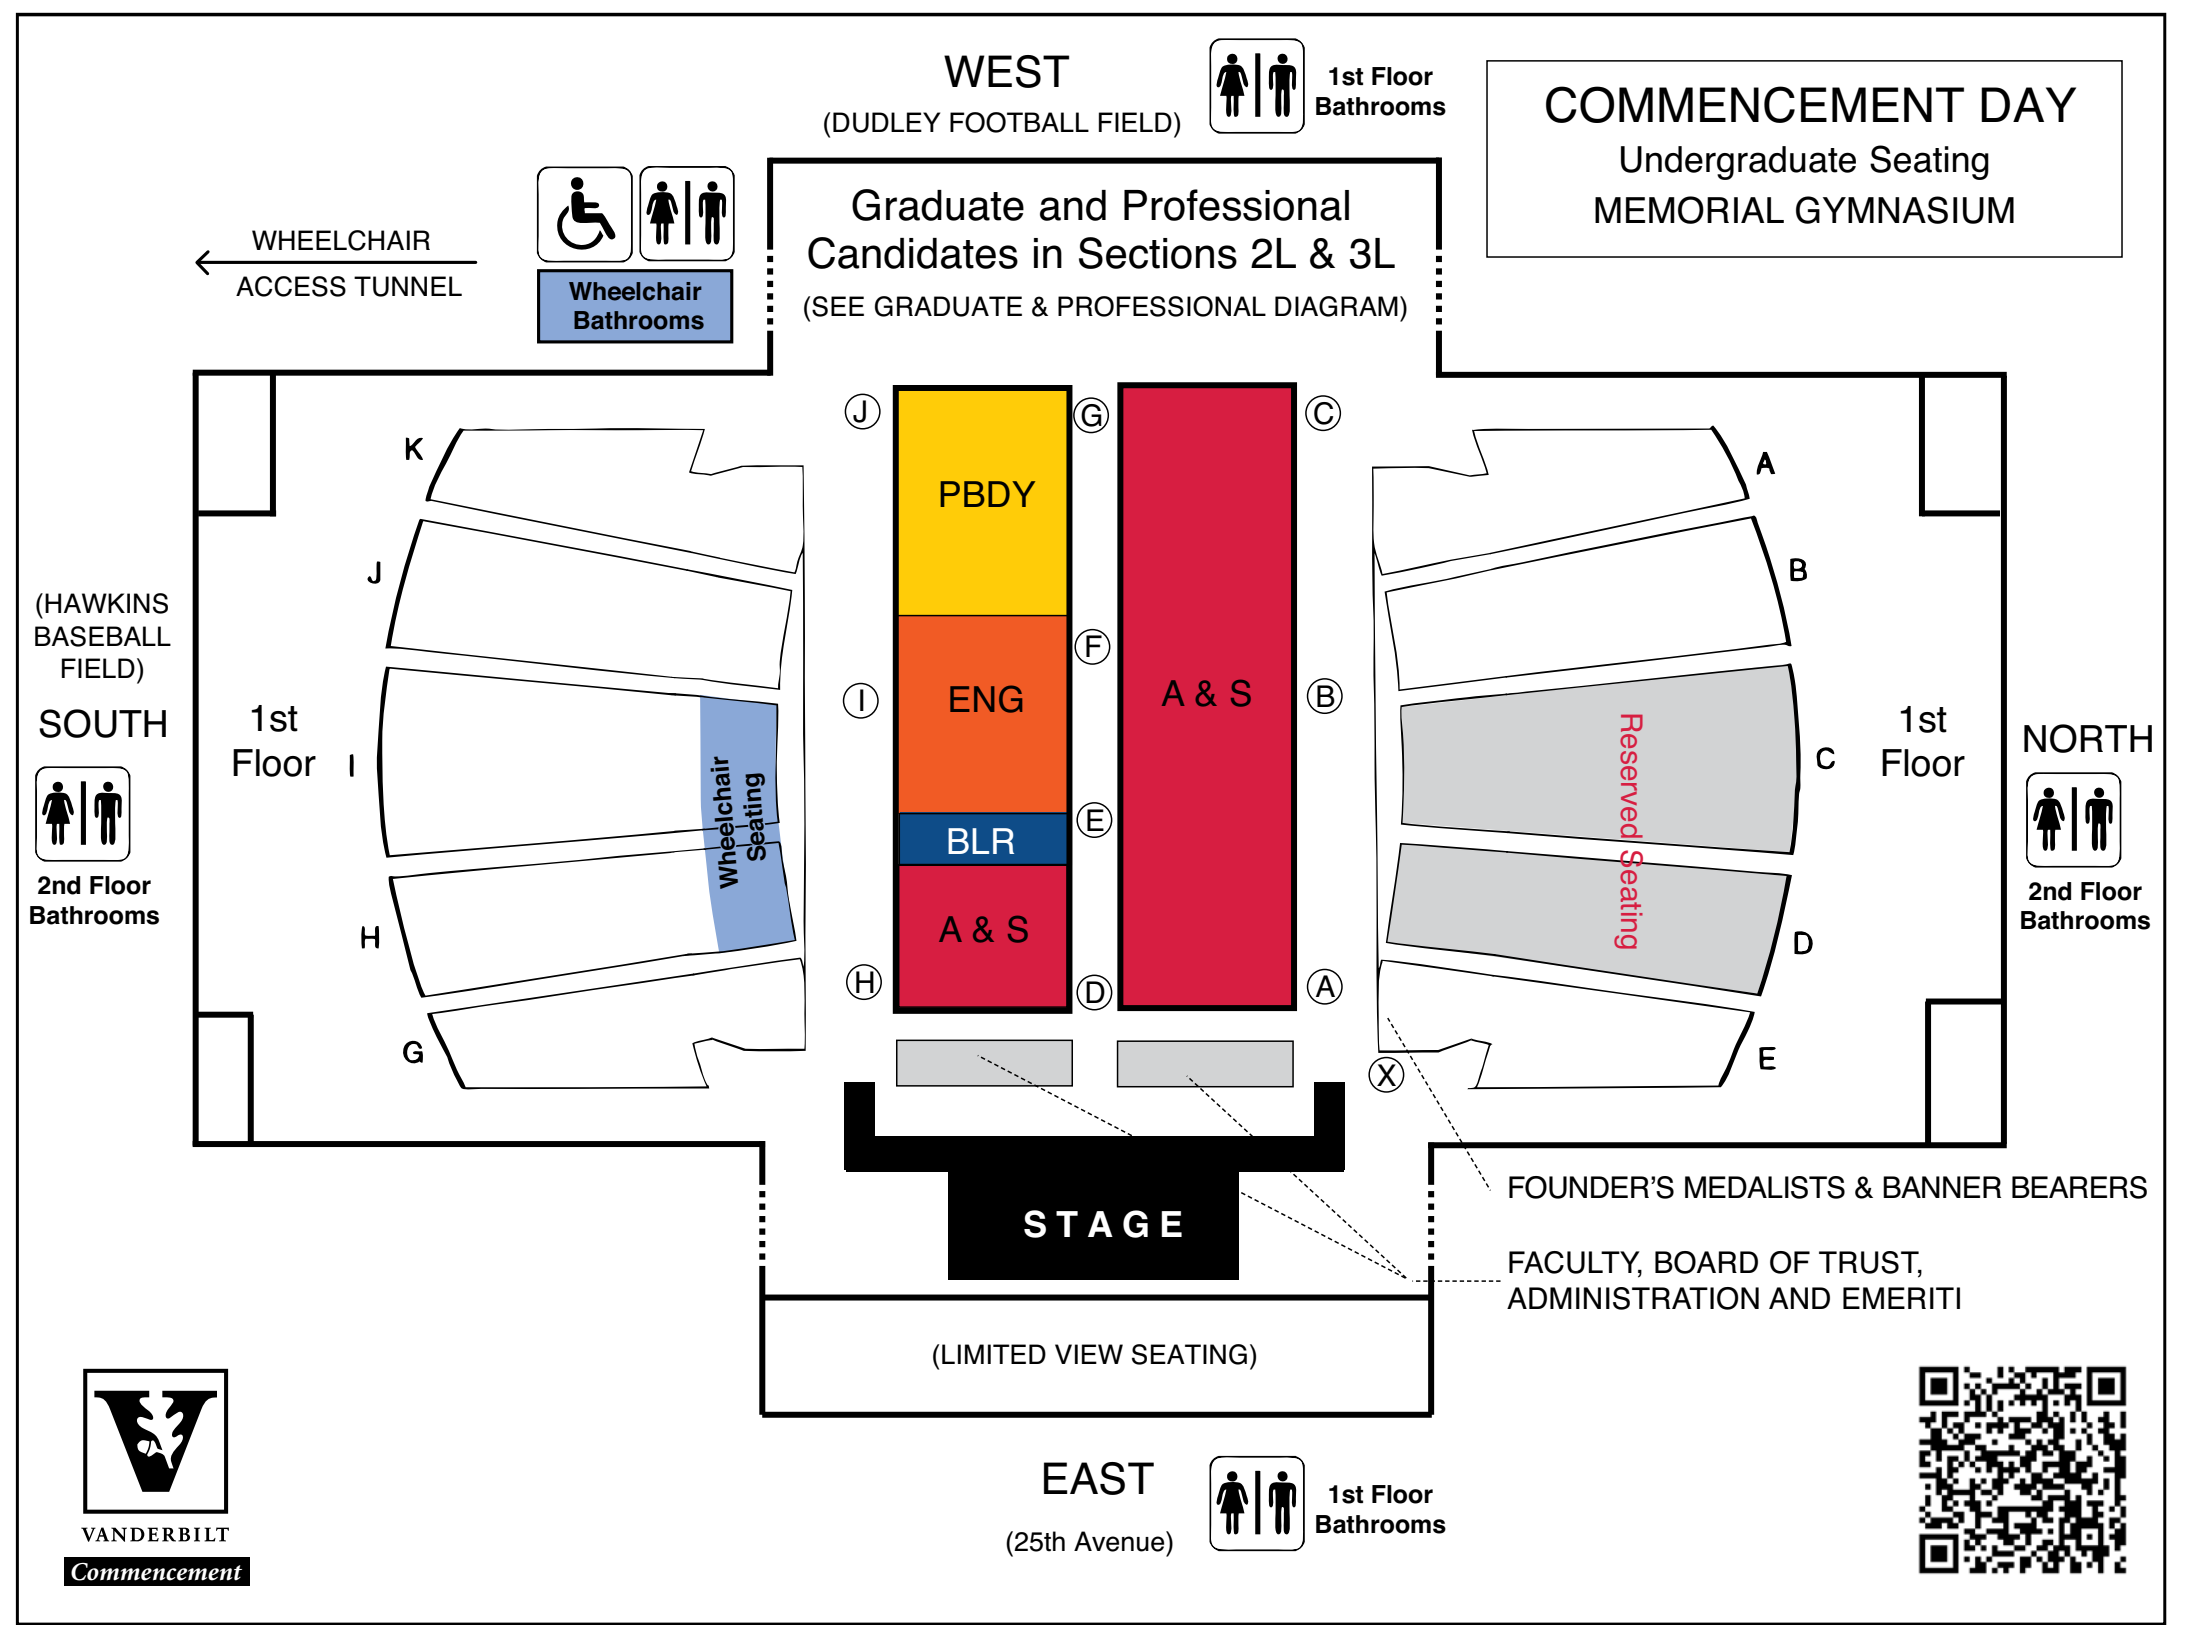 WEST
(DUDLEY FOOTBALL FIELD)
1st Floor
Bathrooms
COMMENCEMENT DAY
Undergraduate Seating
MEMORIAL GYMNASIUM
WHEELCHAIR
ACCESS TUNNEL
Wheelchair
Bathrooms
Graduate and Professional
Candidates in Sections 2L & 3L
(SEE GRADUATE & PROFESSIONAL DIAGRAM)
J
G
C
K
A
PBDY
J
B
(HAWKINS
BASEBALL
FIELD)
SOUTH
2nd Floor
Bathrooms
1st
Floor
I
H
G
Wheelchair
Seating
I
F
ENG
A & S
B
E
BLR
A & S
H
D
A
Reserved Seating
C
D
E
1st
Floor
NORTH
2nd Floor
Bathrooms
X
STAGE
FOUNDER'S MEDALISTS & BANNER BEARERS
FACULTY, BOARD OF TRUST,
ADMINISTRATION AND EMERITI
(LIMITED VIEW SEATING)
V
VANDERBILT
Commencement
EAST
(25th Avenue)
1st Floor
Bathrooms